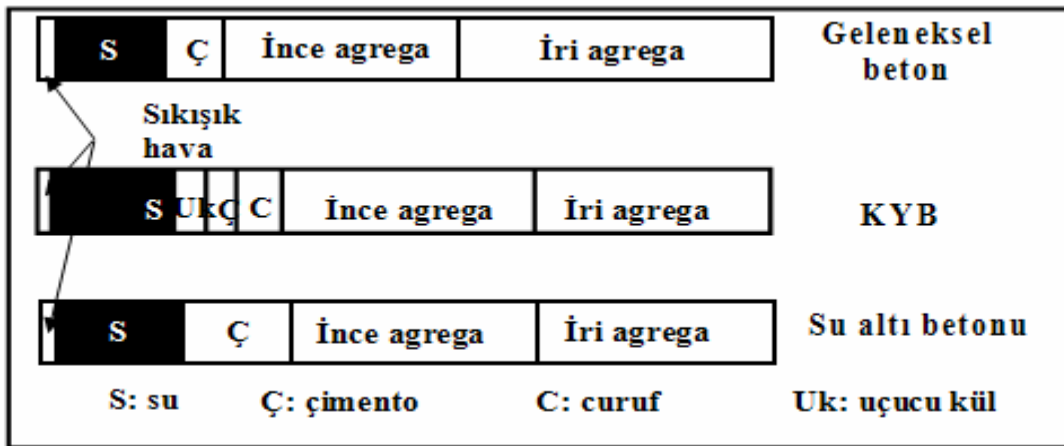 S Ç İnce agrega İri agrega
Geleneksel
beton
Sıkışık
hava
S Uk Ç C İnce agrega İri agrega KYB
S Ç İnce agrega İri agrega Su altı betonu
S: su Ç: çimento C: curuf Uk: uçucu kül